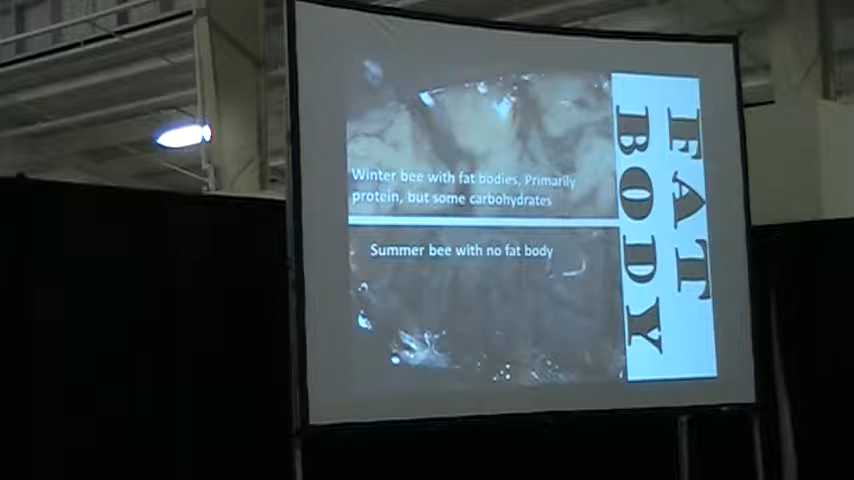 Winter bee with fat bodies, Primarily
protein, but some carbohydrates
Summer bee with no fat body
FAT
BODY